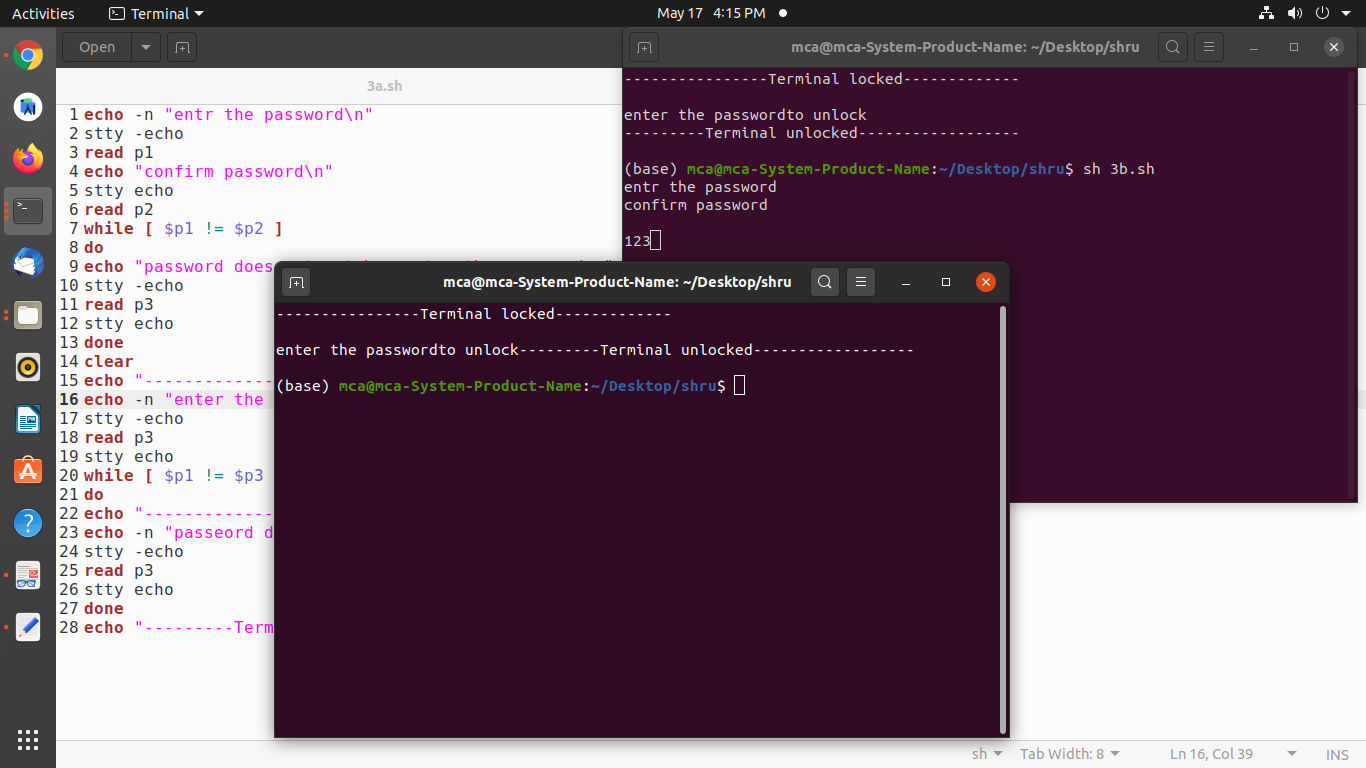 Activities Terminal May 17 4:15 PM
Open
3a.sh
1 echo -n "entr the password\n"
2 stty -echo
3 read p1
4 echo "confirm password\n"
5 stty echo
6 read p2
7 while [ $p1 != $p2 ]
8 do
9 echo "password does
10 stty -echo
11 read p3
12 stty echo
13 done
14 clear
15 echo "-------------
16 echo -n "enter the
17 stty -echo
18 read p3
19 stty echo
20 while [ $p1 != $p3
21 do
22 echo "-------------
23 echo -n "passeord d
24 stty -echo
25 read p3
26 stty echo
27 done
28 echo "---------Term
mca@mca-System-Product-Name: ~/Desktop/shru
----------------Terminal locked-------------
enter the passwordto unlock
---------Terminal unlocked------------------
(base) mca@mca-System-Product-Name:~/Desktop/shru$ sh 3b.sh
entr the password
confirm password
123
mca@mca-System-Product-Name: ~/Desktop/shru
----------------Terminal locked-------------
enter the passwordto unlock---------Terminal unlocked------------------
(base) mca@mca-System-Product-Name:~/Desktop/shru$
sh Tab Width: 8 Ln 16, Col 39 INS